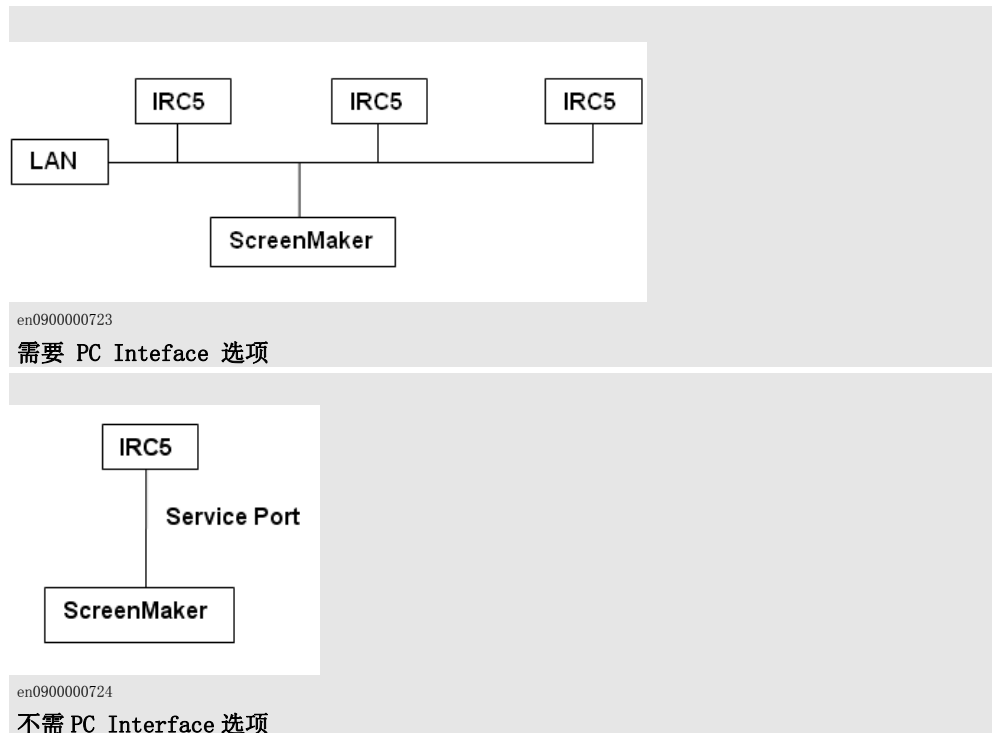 IRC5 IRC5 IRC5
LAN
ScreenMaker
en0900000723
需要 PC Inteface 选项
IRC5
Service Port
ScreenMaker
en0900000724
不需 PC Interface 选项